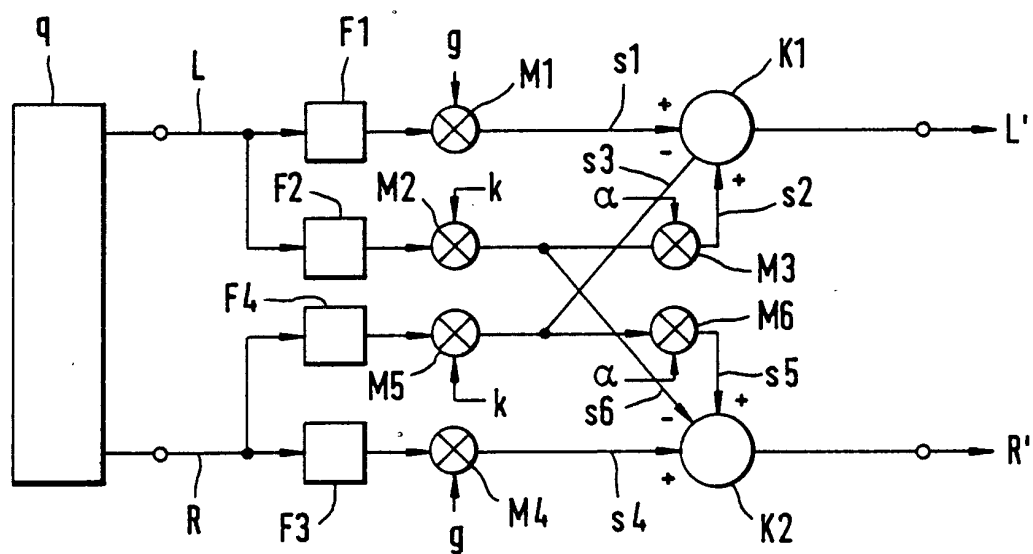 q
L
F1
g
M1
s1
K1
+
-
s3
L'
F2
M2
k
α
+
s2
M3
F4
M5
k
α
M6
s5
s6
-
+
R
F3
g
M4
s4
+
K2
R'